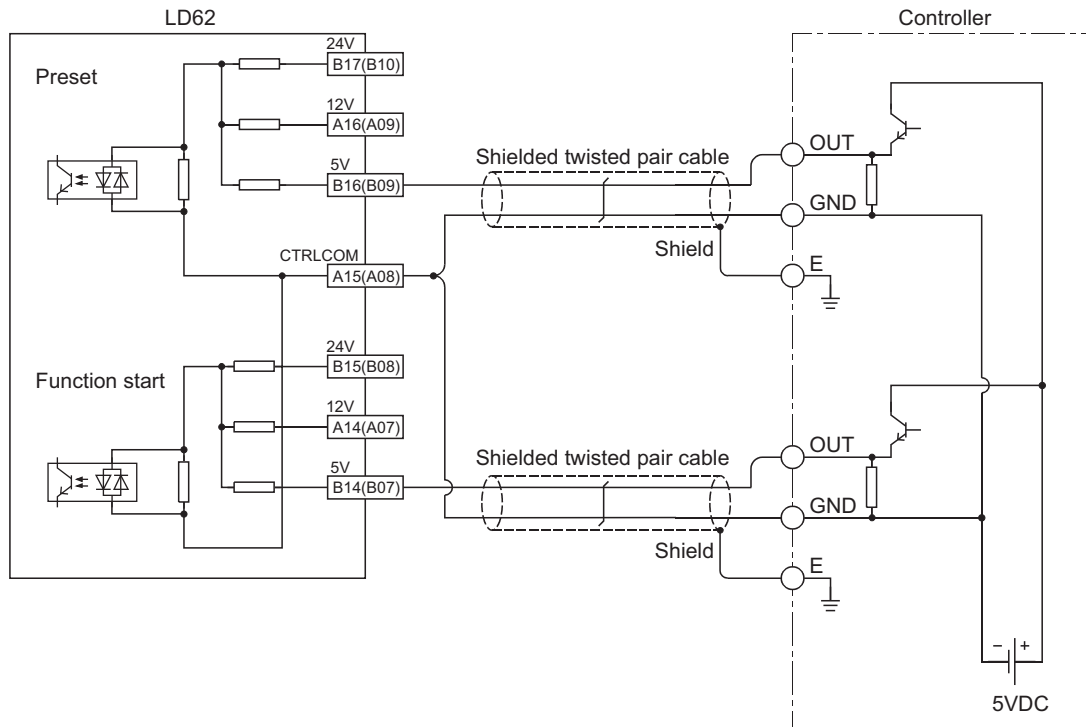 LD62
Controller
24V
B17(B10)
Preset
12V
A16(A09)
OUT
5V
Shielded twisted pair cable
B16(B09)
GND
Shield
CTRLCOM
A15(A08)
E
24V
B15(B08)
Function start
12V
A14(A07)
OUT
5V
Shielded twisted pair cable
B14(B07)
GND
Shield
E
− +
5VDC